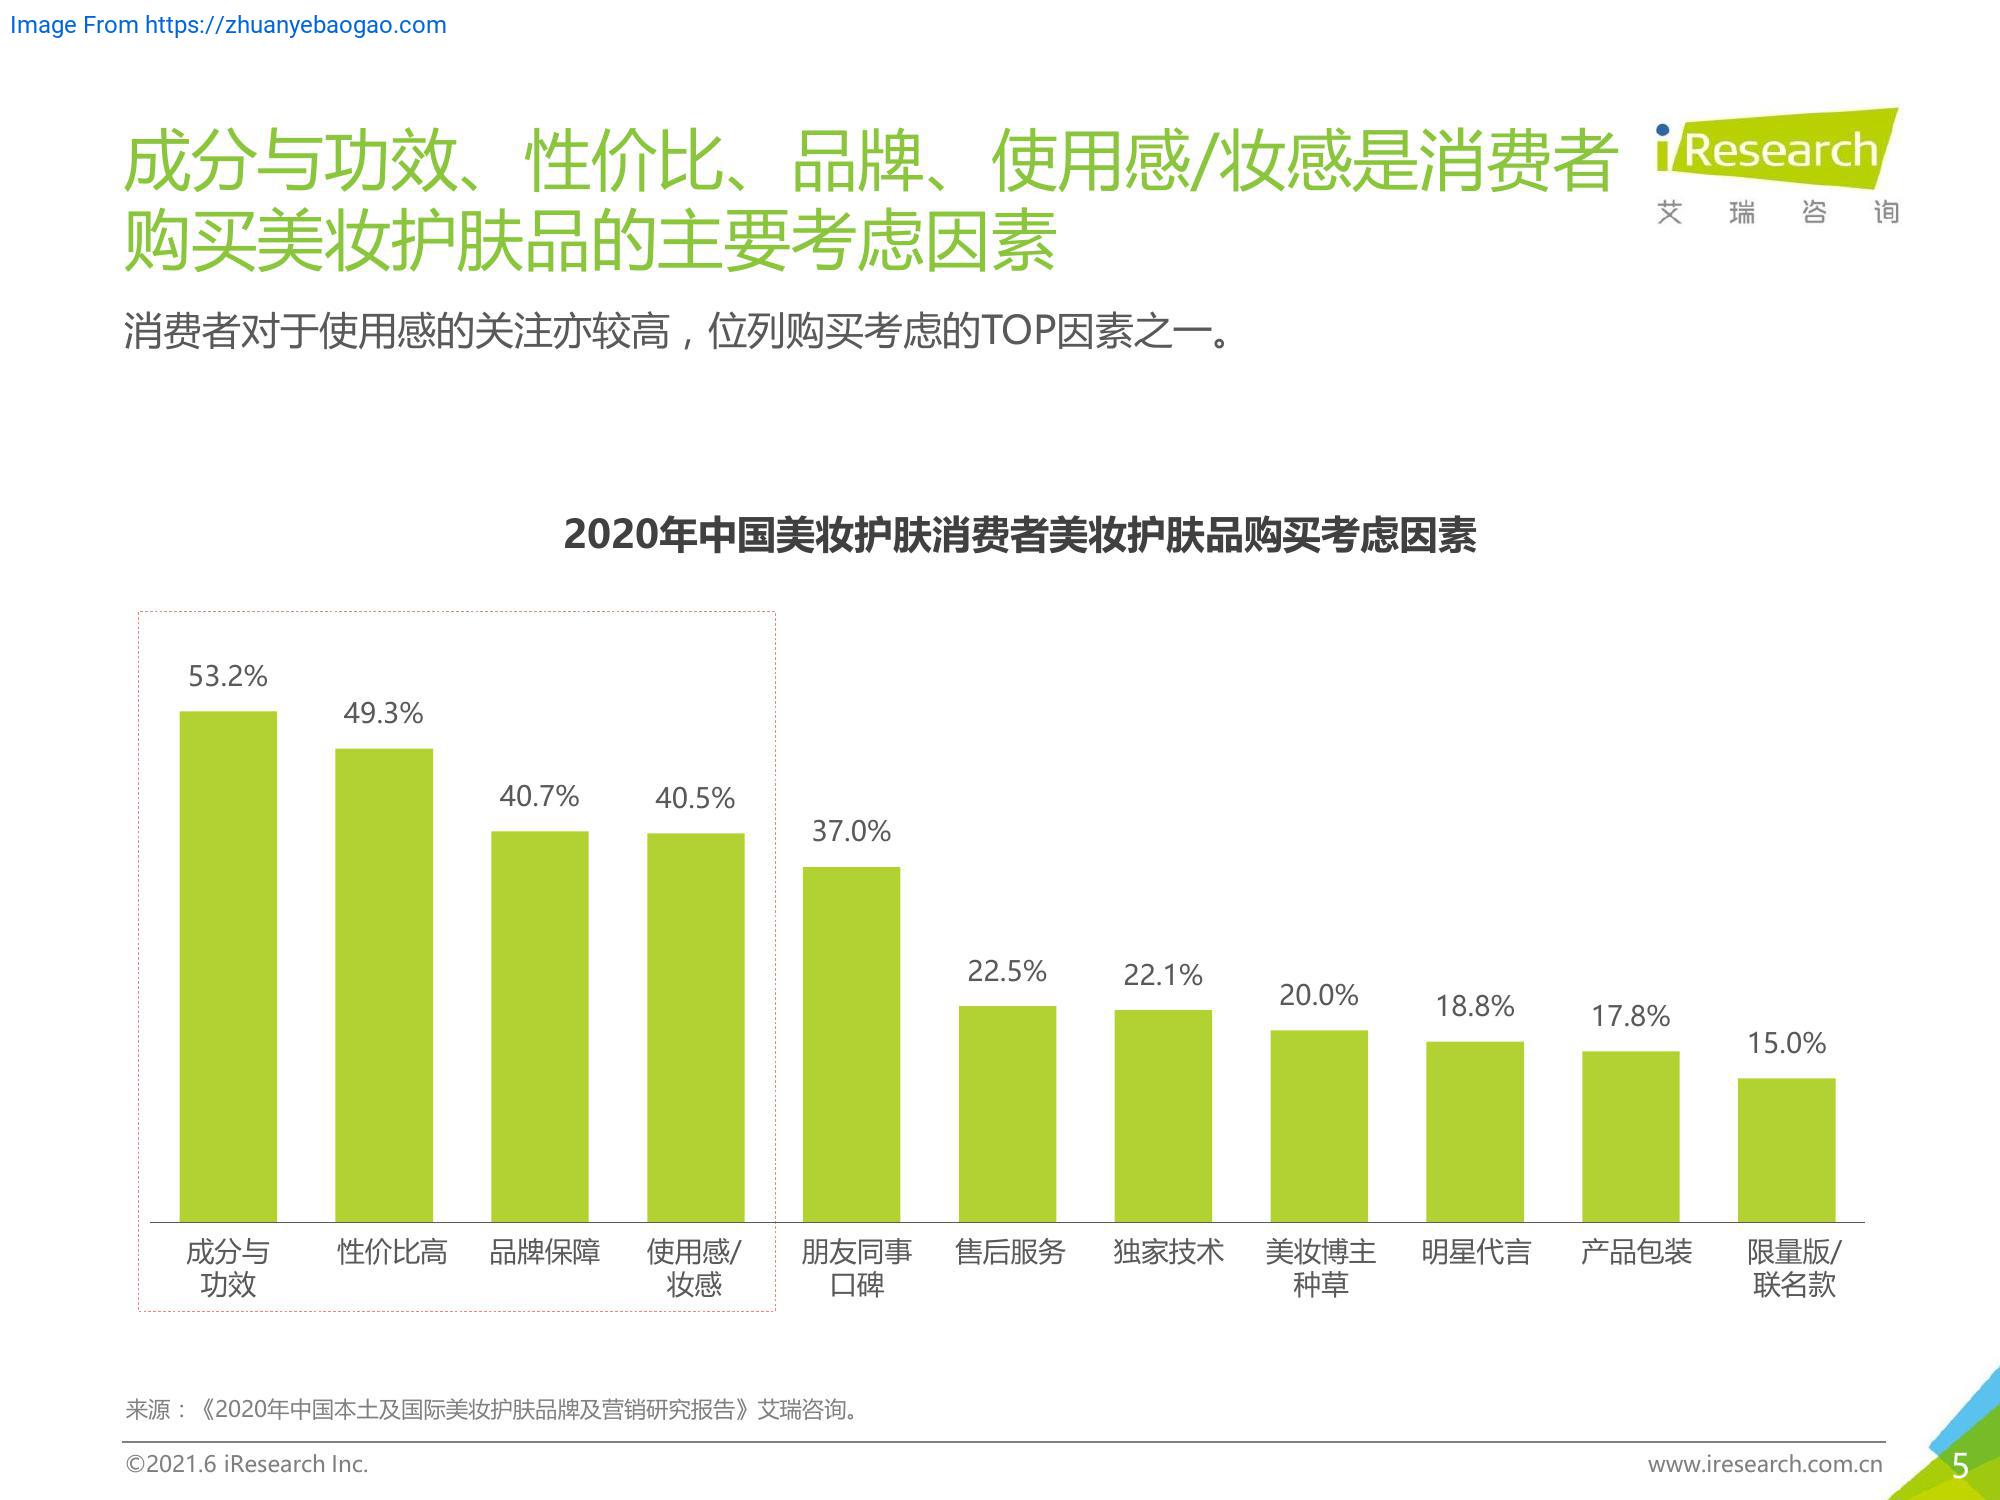 Image From https://zhuanyebaogao.com
成分与功效、性价比、品牌、使用感/妆感是消费者
购买美妆护肤品的主要考虑因素
iResearch
艾瑞咨询
消费者对于使用感的关注亦较高，位列购买考虑的TOP因素之一。
2020年中国美妆护肤消费者美妆护肤品购买考虑因素
53.2%
49.3%
40.7%
40.5%
37.0%
22.5%
22.1%
20.0%
18.8%
17.8%
15.0%
成分与
功效
性价比高
品牌保障
使用感/
妆感
朋友同事
口碑
售后服务
独家技术
美妆博主
种草
明星代言
产品包装
限量版/
联名款
来源：《2020年中国本土及国际美妆护肤品牌及营销研究报告》艾瑞咨询。
©2021.6 iResearch Inc.
www.iresearch.com.cn
5